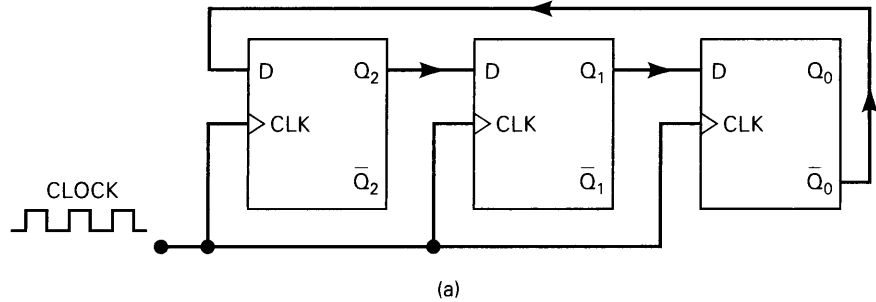 D Q₂ D Q₁ D Q₀
CLK CLK CLK
Q̅₂ Q̅₁ Q̅₀
CLOCK
(a)